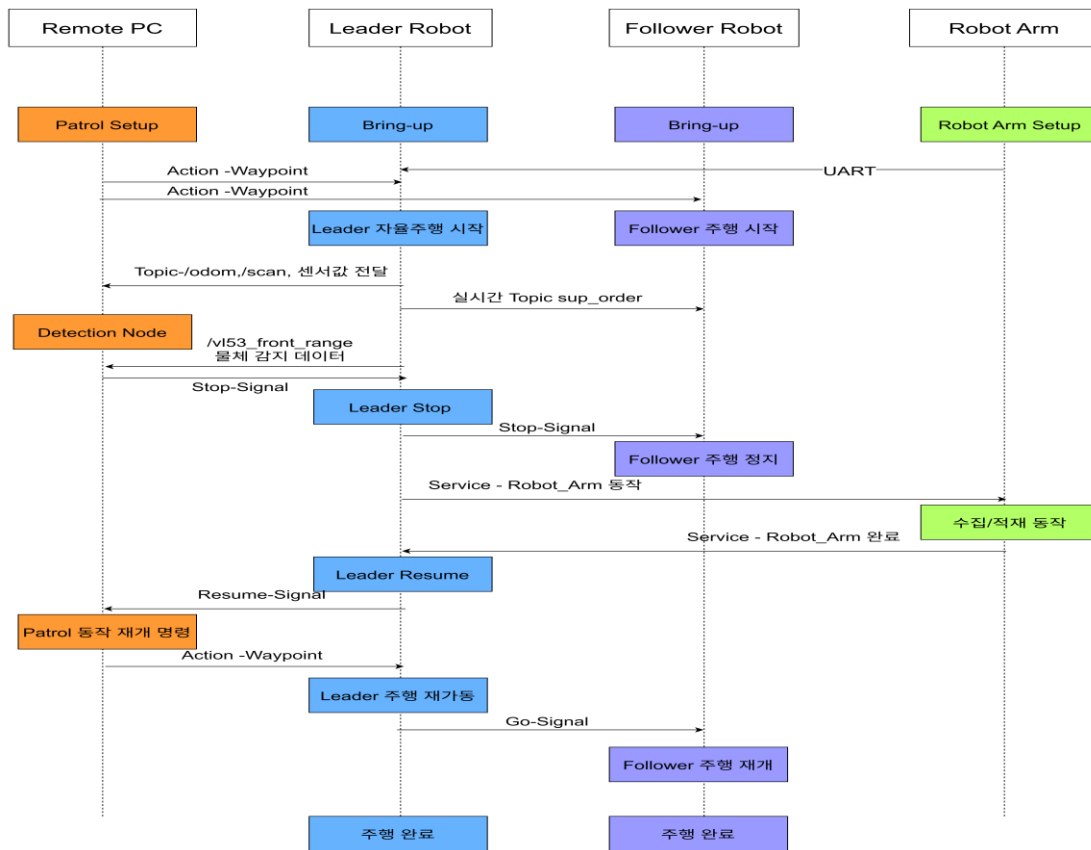 Remote PC
Leader Robot
Follower Robot
Robot Arm
Patrol Setup
Bring-up
Bring-up
Robot Arm Setup
Action -Waypoint
UART
Action -Waypoint
Leader 자율주행 시작
Follower 주행 시작
Topic-/odom,/scan, 센서값 전달
실시간 Topic sup_order
Detection Node
/vl53_front_range
물체 감지 데이터
Stop-Signal
Leader Stop
Stop-Signal
Follower 주행 정지
Service - Robot_Arm 동작
수집/적재 동작
Service - Robot_Arm 완료
Leader Resume
Resume-Signal
Patrol 동작 재개 명령
Action -Waypoint
Leader 주행 재가동
Go-Signal
Follower 주행 재개
주행 완료
주행 완료